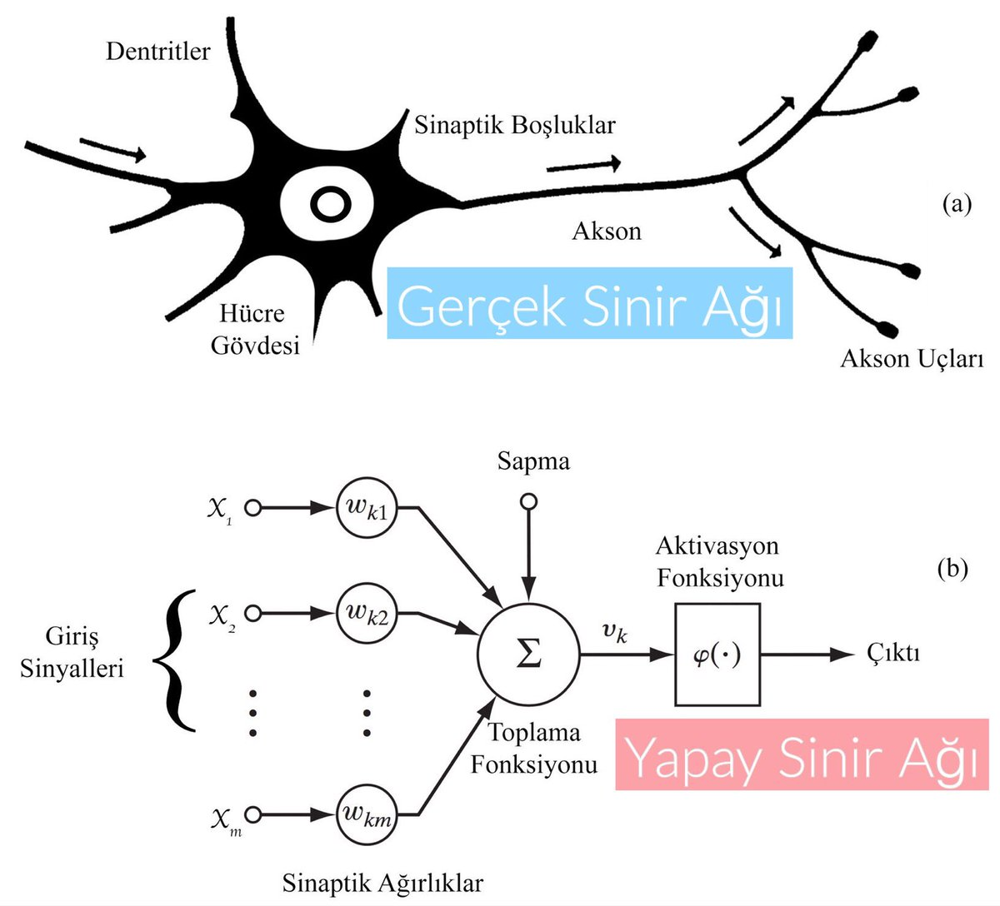 Dentritler
Sinaptik Boşluklar
(a)
Akson
Gerçek Sinir Ağı
Hücre
Gövdesi
Akson Uçları
Sapma
x₁
wₖ₁
Aktivasyon
Fonksiyonu
(b)
x₂
wₖ₂
Giriş
Sinyalleri
Σ
vₖ
φ(·)
Çıktı
Toplama
Fonksiyonu
Yapay Sinir Ağı
xₘ
wₖₘ
Sinaptik Ağırlıklar